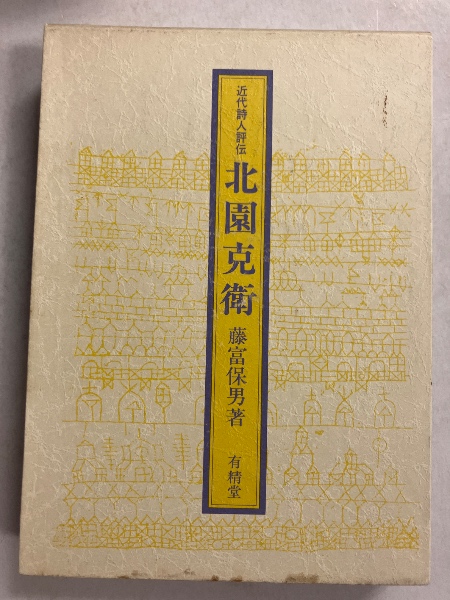 近代詩人評伝
北園克衛
藤富保男著
有精堂